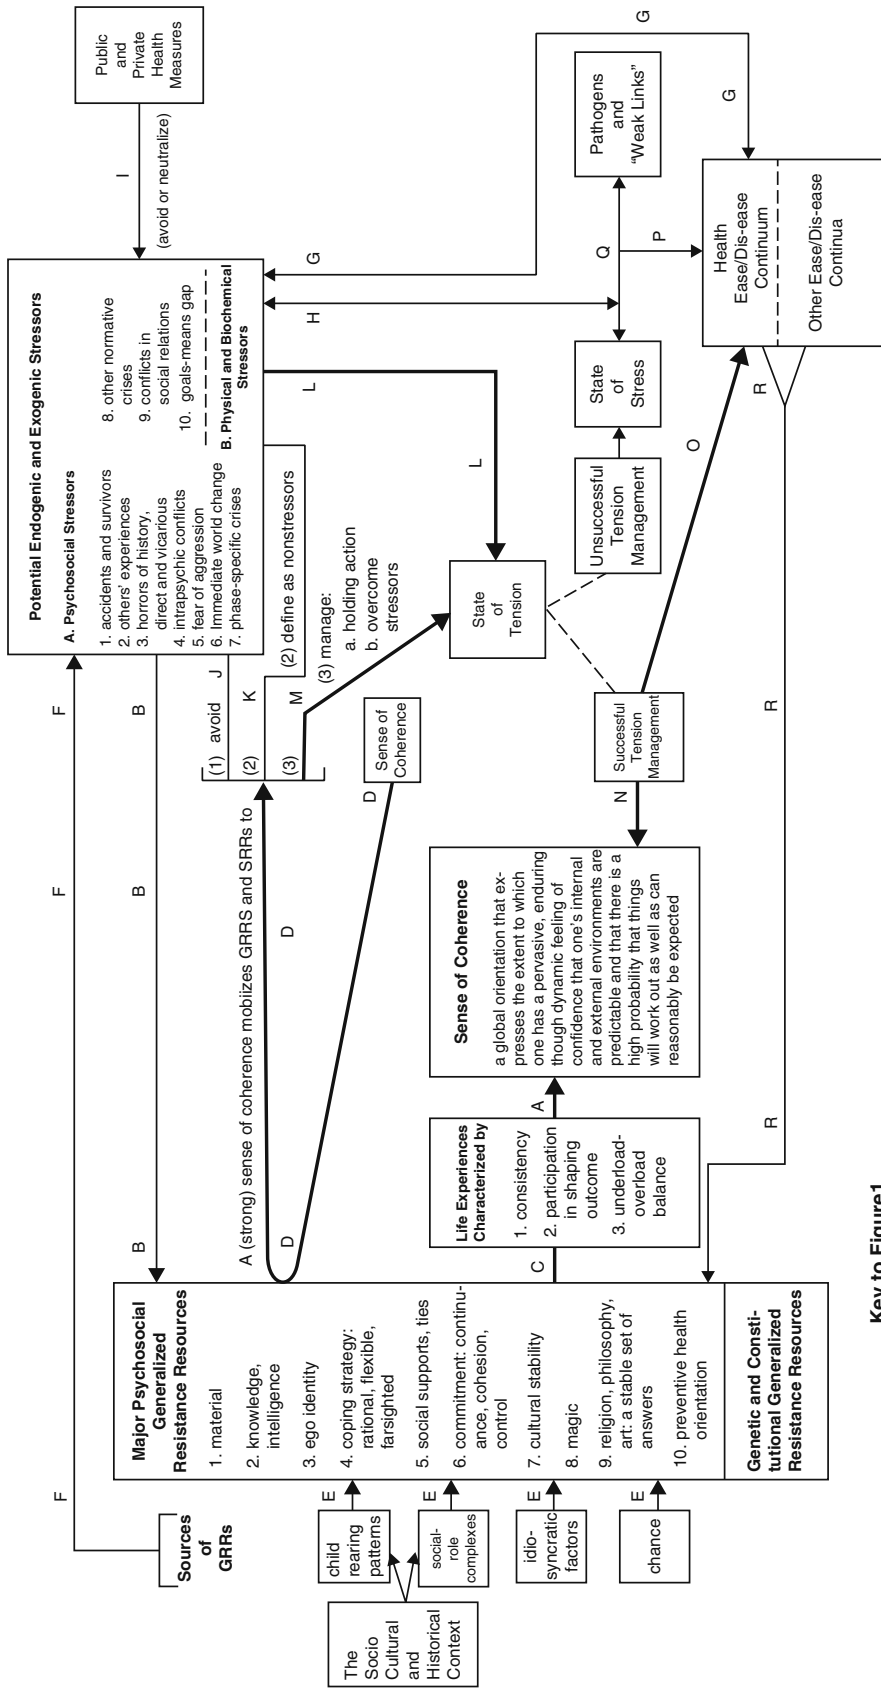 The
Socio
Cultural
and
Historical
Context
Sources
of
GRRs
child
rearing
patterns
social-
role
complexes
idio-
syncratic
factors
chance
E
E
E
E
F
F
F
Major Psychosocial
Generalized
Resistance Resources
1. material
2. knowledge,
intelligence
3. ego identity
4. coping strategy:
rational, flexible,
farsighted
5. social supports, ties
6. commitment: continu-
ance, cohesion,
control
7. cultural stability
8. magic
9. religion, philosophy,
art: a stable set of
answers
10. preventive health
orientation
Genetic and Consti-
tutional Generalized
Resistance Resources
B
B
B
A (strong) sense of coherence mobiizes GRRS and SRRs to
D
D
D
C
Life Experiences
Characterized by
1. consistency
2. participation
in shaping
outcome
3. underload-
overload
balance
A
Sense of Coherence
a global orientation that ex-
presses the extent to which
one has a pervasive, enduring
though dynamic feeling of
confidence that one's internal
and external environments are
predictable and that there is a
high probability that things
will work out as well as can
reasonably be expected
N
Successful
Tension
Management
Sense of
Coherence
(1) avoid J
(2) K
(3) M
(2) define as nonstressors
(3) manage:
a. holding action
b. overcome
stressors
Potential Endogenic and Exogenic Stressors
A. Psychosocial Stressors
1. accidents and survivors
2. others' experiences
3. horrors of history,
direct and vicarious
4. intrapsychic conflicts
5. fear of aggression
6. Immediate world change
7. phase-specific crises
8. other normative
crises
9. conflicts in
social relations
10. goals-means gap
B. Physical and Biochemical
Stressors
I
(avoid or neutralize)
Public
and
Private
Health
Measures
L
L
H
G
G
G
State
of
Tension
Unsuccessful
Tension
Management
State
of
Stress
Q
P
Pathogens
and
“Weak Links”
O
Health
Ease/Dis-ease
Continuum
Other Ease/Dis-ease
Continua
R
R
R
Key to Figure1